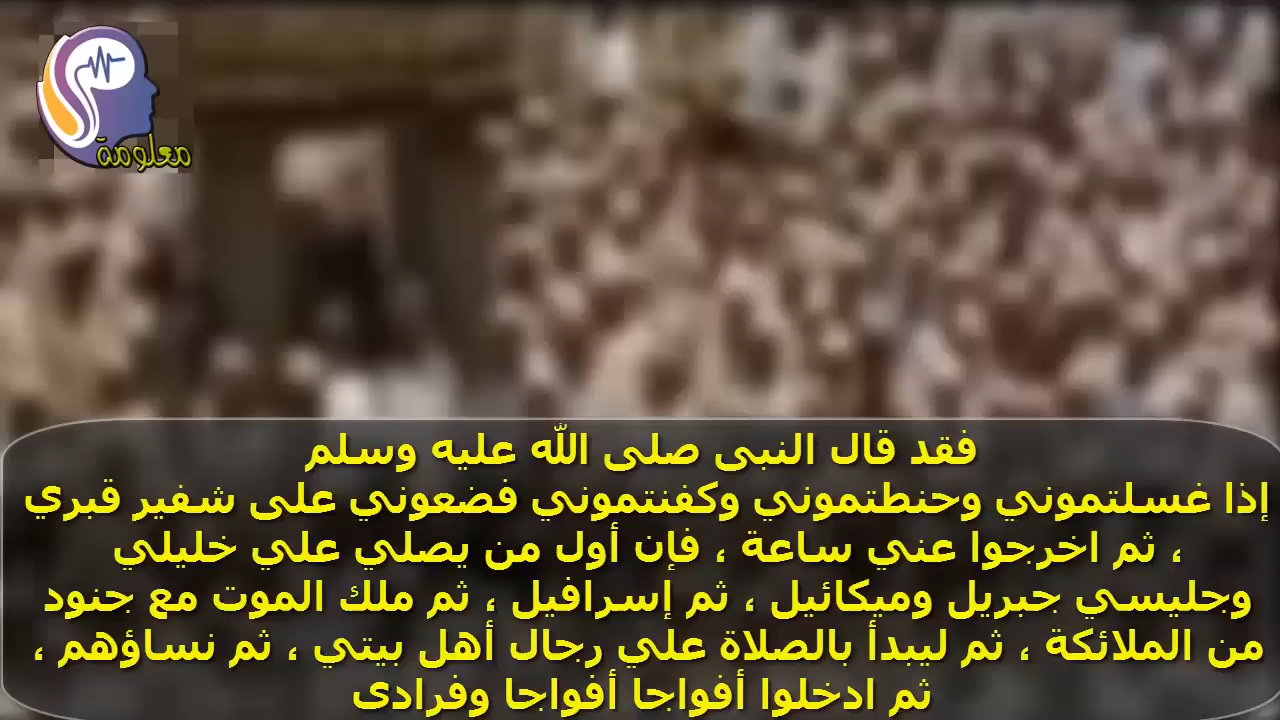 معلومة
فقد قال النبى صلى الله عليه وسلم
إذا غسلتموني وحنطتموني وكفنتموني فضعوني على شفير قبري
، ثم اخرجوا عني ساعة ، فإن أول من يصلي علي خليلي
وجليسي جبريل وميكائيل ، ثم إسرافيل ، ثم ملك الموت مع جنود
من الملائكة ، ثم ليبدأ بالصلاة علي رجال أهل بيتي ، ثم نساؤهم ،
ثم ادخلوا أفواجا أفواجا وفرادى